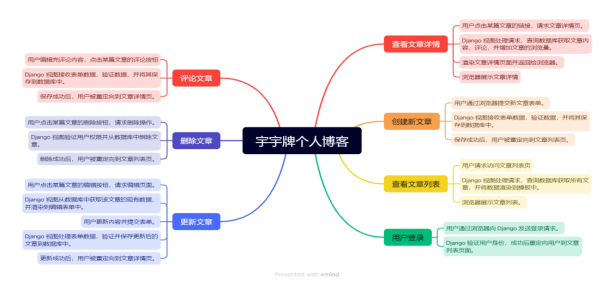 宇宇牌个人博客
查看文章详情
用户点击某篇文章的链接，请求文章详情页。
Django 视图处理请求，查询数据库获取文章内
容、评论，并增加文章的浏览量。
渲染文章详情页面并返回给浏览器。
浏览器展示文章详情
创建新文章
用户通过浏览器提交新文章表单。
Django 视图接收表单数据，验证数据，并将其保
存到数据库中。
保存成功后，用户被重定向到文章列表页。
查看文章列表
用户请求访问文章列表页
Django 视图处理请求，查询数据库获取所有文
章，并将数据渲染到模板中。
浏览器展示文章列表。
用户登录
用户通过浏览器向 Django 发送登录请求。
Django 验证用户身份，成功后重定向用户到文章
列表页面。
评论文章
用户编辑完评论内容，点击某篇文章的评论按钮
Django 视图接收表单数据，验证数据，并将其保
存到数据库中。
保存成功后，用户被重定向到文章详情页。
删除文章
用户点击某篇文章的删除按钮，请求删除操作。
Django 视图验证用户权限并从数据库中删除文
章。
删除成功后，用户被重定向到文章列表页。
更新文章
用户点击某篇文章的编辑按钮，请求编辑页面。
Django 视图从数据库中获取该文章的现有数据，
并渲染到编辑表单中。
用户更新内容并提交表单。
Django 视图处理表单数据，验证并保存更新后的
文章到数据库中。
更新成功后，用户被重定向到文章详情页。
Presented with xmind